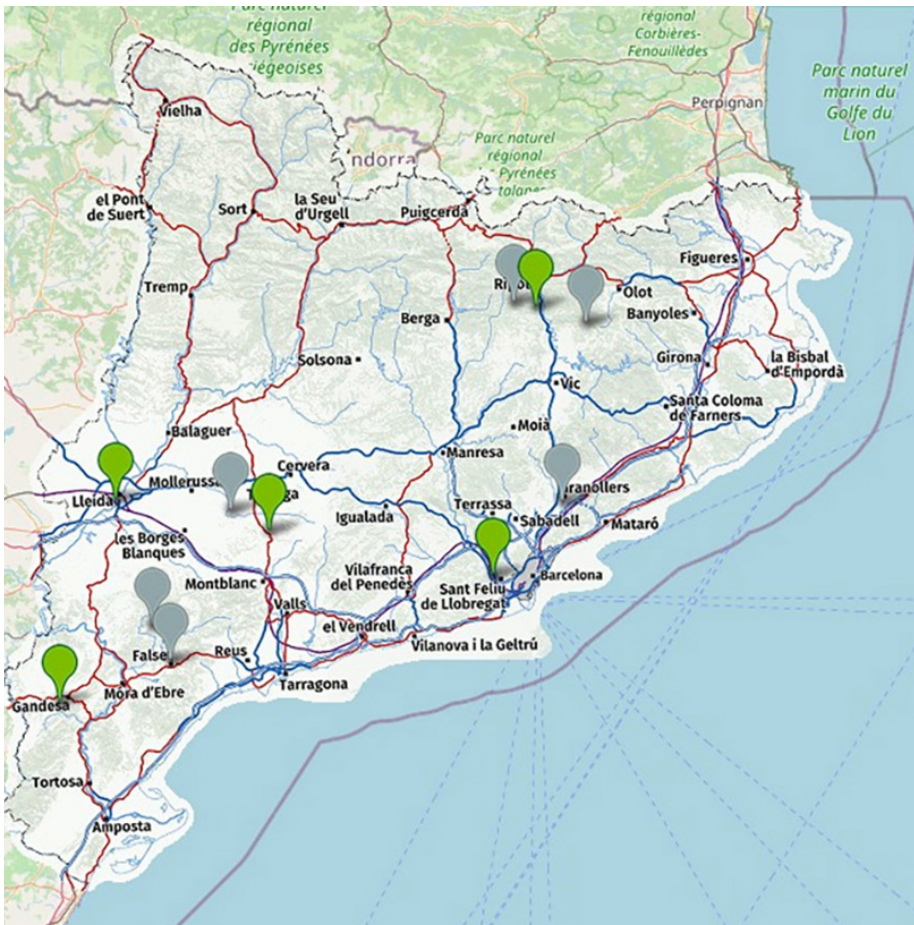 régional
des Pyrénées
régional
Corbières-
Fenouillèdes
Parc naturel
marin du
Golfe du
Lion
Perpignan
Vielha
Parc naturel
régional
Pyrénées
el Pont
de Suert
Sort
la Seu
d'Urgell
Puigcerdà
Figueres
Tremp
Olot
Banyoles
Berga
Solsona
Girona
la Bisbal
d'Empordà
Vic
Santa Coloma
de Farners
Moià
Balaguer
Manresa
Cervera
Lleida
Igualada
Terrassa
Sabadell
Mataró
les Borges
Blanques
Montblanc
Vilafranca
del Penedès
Sant Feliu
de Llobregat
Barcelona
Valls
el Vendrell
Vilanova i la Geltrú
Reus
False
Tarragona
Móra d'Ebre
Gandesa
Tortosa
Amposta